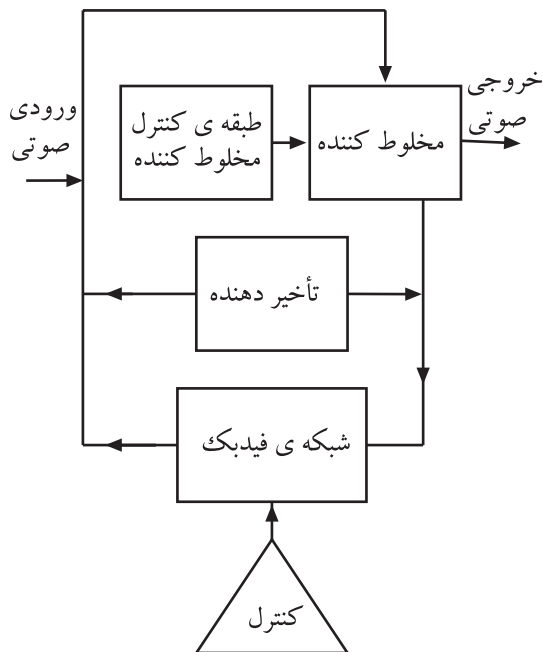 خروجی
صوتی
ورودی
صوتی
مخلوط کننده
طبقه ی کنترل
مخلوط کننده
تأخیر دهنده
شبکه ی فیدبک
کنترل